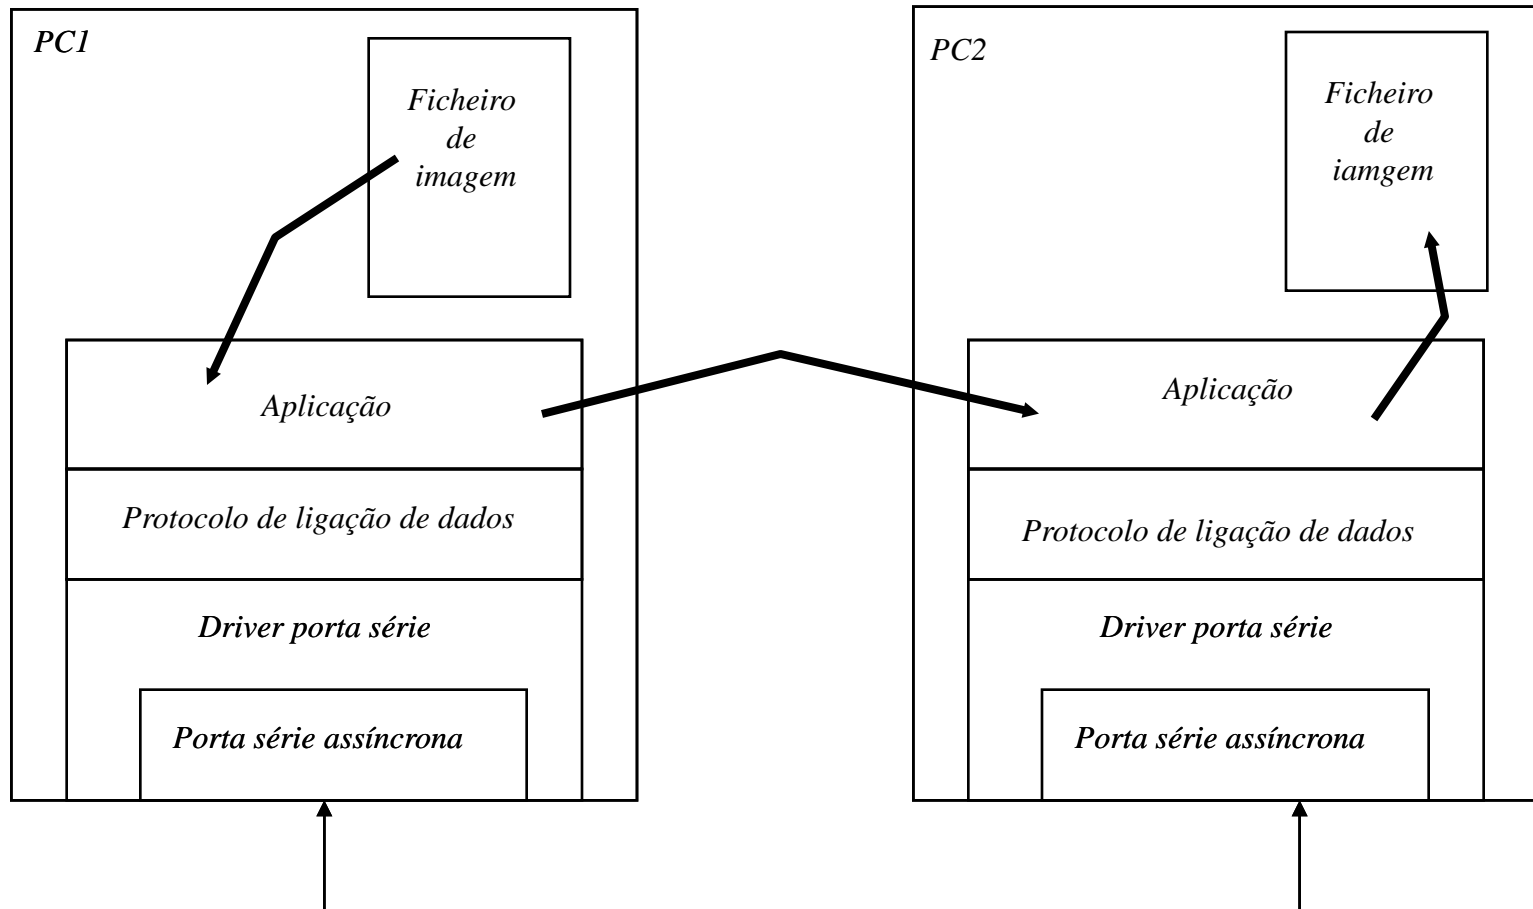 PC1
Ficheiro
de
imagem
Aplicação
Protocolo de ligação de dados
Driver porta série
Porta série assíncrona
PC2
Ficheiro
de
iamgem
Aplicação
Protocolo de ligação de dados
Driver porta série
Porta série assíncrona